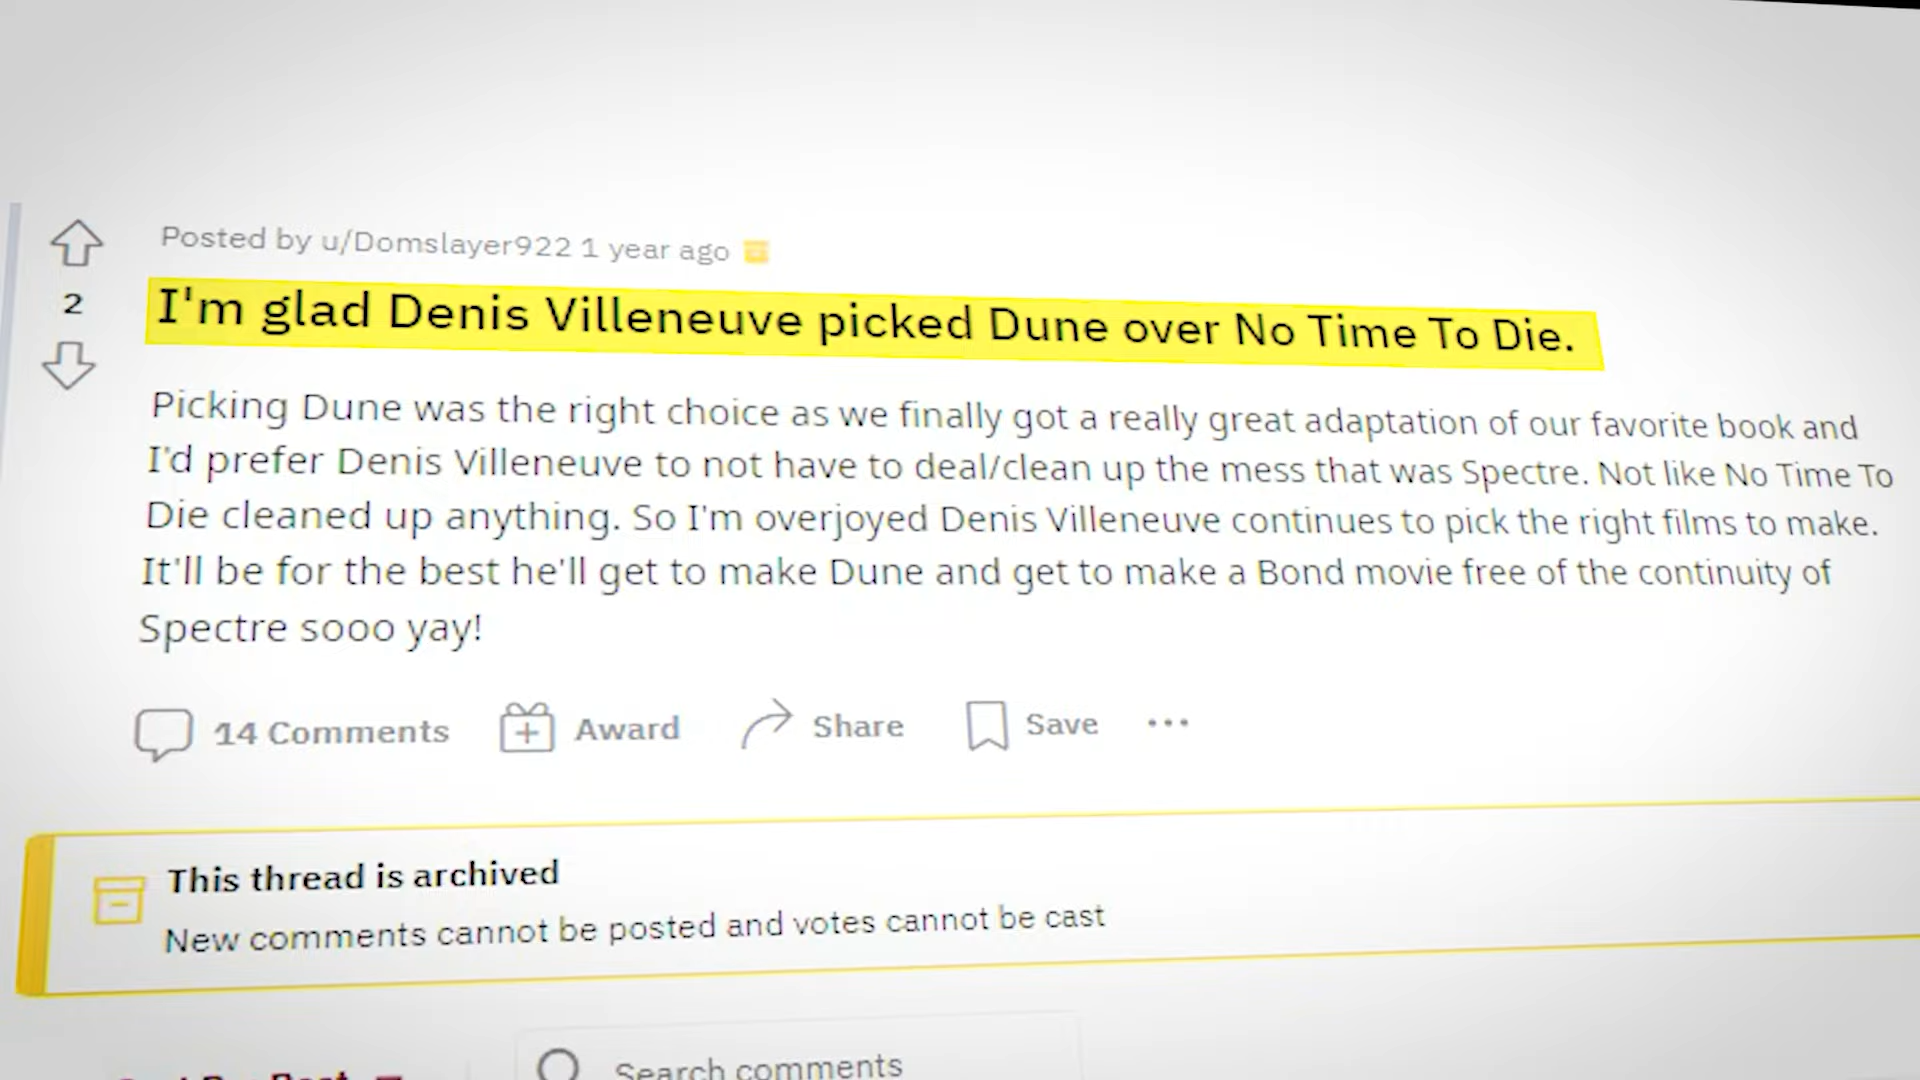 Posted by u/Domslayer922 1 year ago
2
I'm glad Denis Villeneuve picked Dune over No Time To Die.
Picking Dune was the right choice as we finally got a really great adaptation of our favorite book and
I'd prefer Denis Villeneuve to not have to deal/clean up the mess that was Spectre. Not like No Time To
Die cleaned up anything. So I'm overjoyed Denis Villeneuve continues to pick the right films to make.
It'll be for the best he'll get to make Dune and get to make a Bond movie free of the continuity of
Spectre sooo yay!
14 Comments Award Share Save
This thread is archived
New comments cannot be posted and votes cannot be cast
Search comments